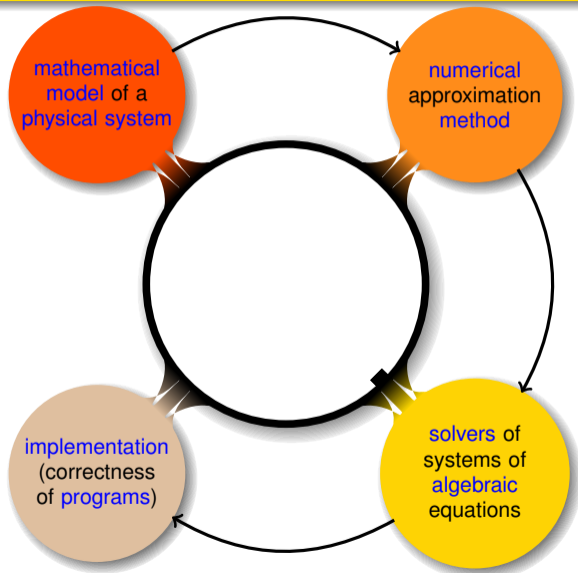 mathematical
model of a
physical system
numerical
approximation
method
implementation
(correctness
of programs)
solvers of
systems of
algebraic
equations